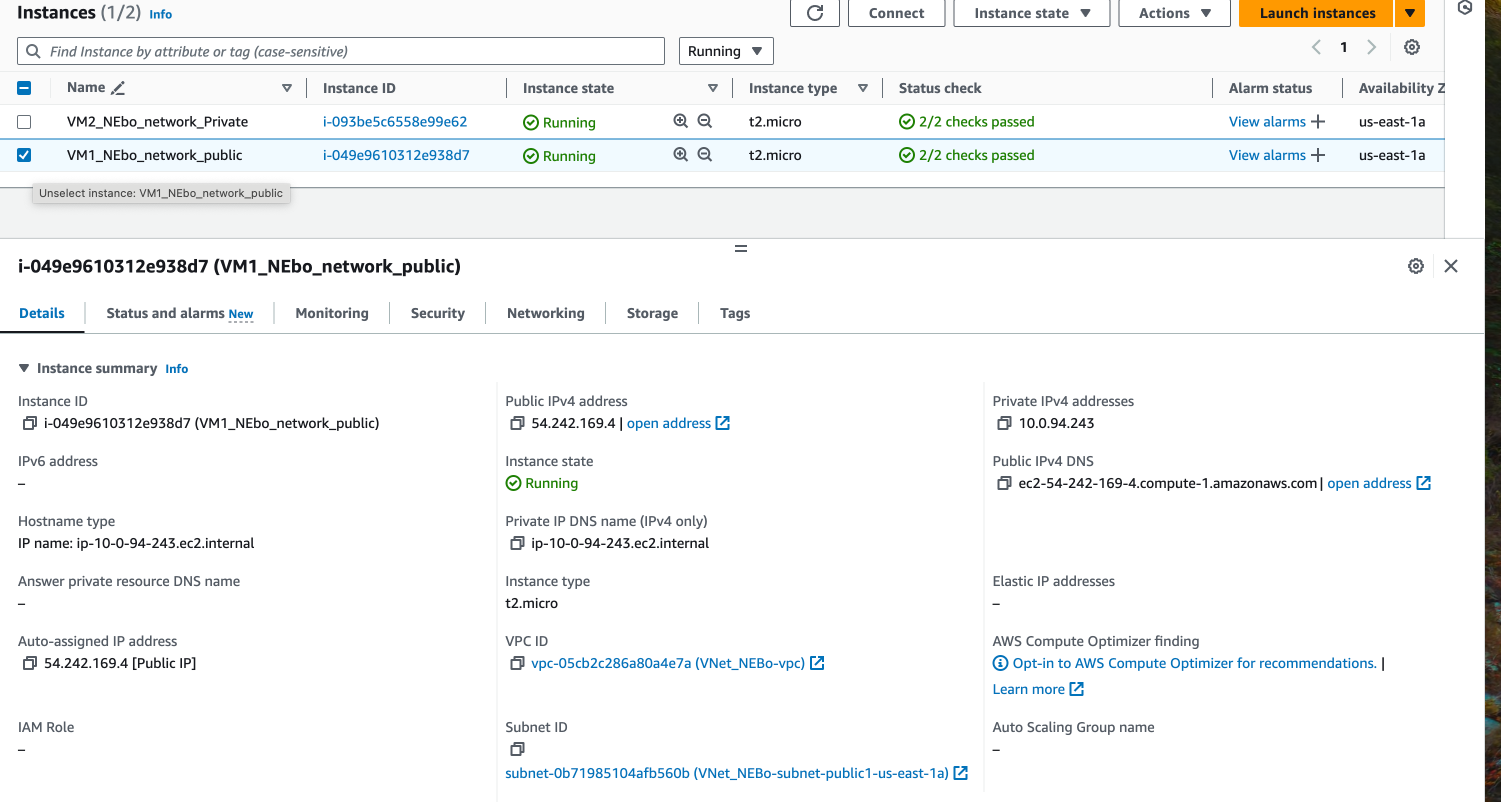 Instances (1/2) Info
Connect
Instance state
Actions
Launch instances
Find Instance by attribute or tag (case-sensitive)
Running
1
Name
Instance ID
Instance state
Instance type
Status check
Alarm status
Availability Z
VM2_NEbo_network_Private
i-093be5c6558e99e62
Running
t2.micro
2/2 checks passed
View alarms
us-east-1a
VM1_NEbo_network_public
i-049e9610312e938d7
Running
t2.micro
2/2 checks passed
View alarms
us-east-1a
Unselect instance: VM1_NEbo_network_public
i-049e9610312e938d7 (VM1_NEbo_network_public)
Details
Status and alarms New
Monitoring
Security
Networking
Storage
Tags
Instance summary Info
Instance ID
i-049e9610312e938d7 (VM1_NEbo_network_public)
Public IPv4 address
54.242.169.4 | open address
Private IPv4 addresses
10.0.94.243
IPv6 address
–
Instance state
Running
Public IPv4 DNS
ec2-54-242-169-4.compute-1.amazonaws.com | open address
Hostname type
IP name: ip-10-0-94-243.ec2.internal
Private IP DNS name (IPv4 only)
ip-10-0-94-243.ec2.internal
Answer private resource DNS name
–
Instance type
t2.micro
Elastic IP addresses
–
Auto-assigned IP address
54.242.169.4 [Public IP]
VPC ID
vpc-05cb2c286a80a4e7a (VNet_NEBo-vpc)
AWS Compute Optimizer finding
Opt-in to AWS Compute Optimizer for recommendations. |
Learn more
IAM Role
–
Subnet ID
subnet-0b71985104afb560b (VNet_NEBo-subnet-public1-us-east-1a)
Auto Scaling Group name
–